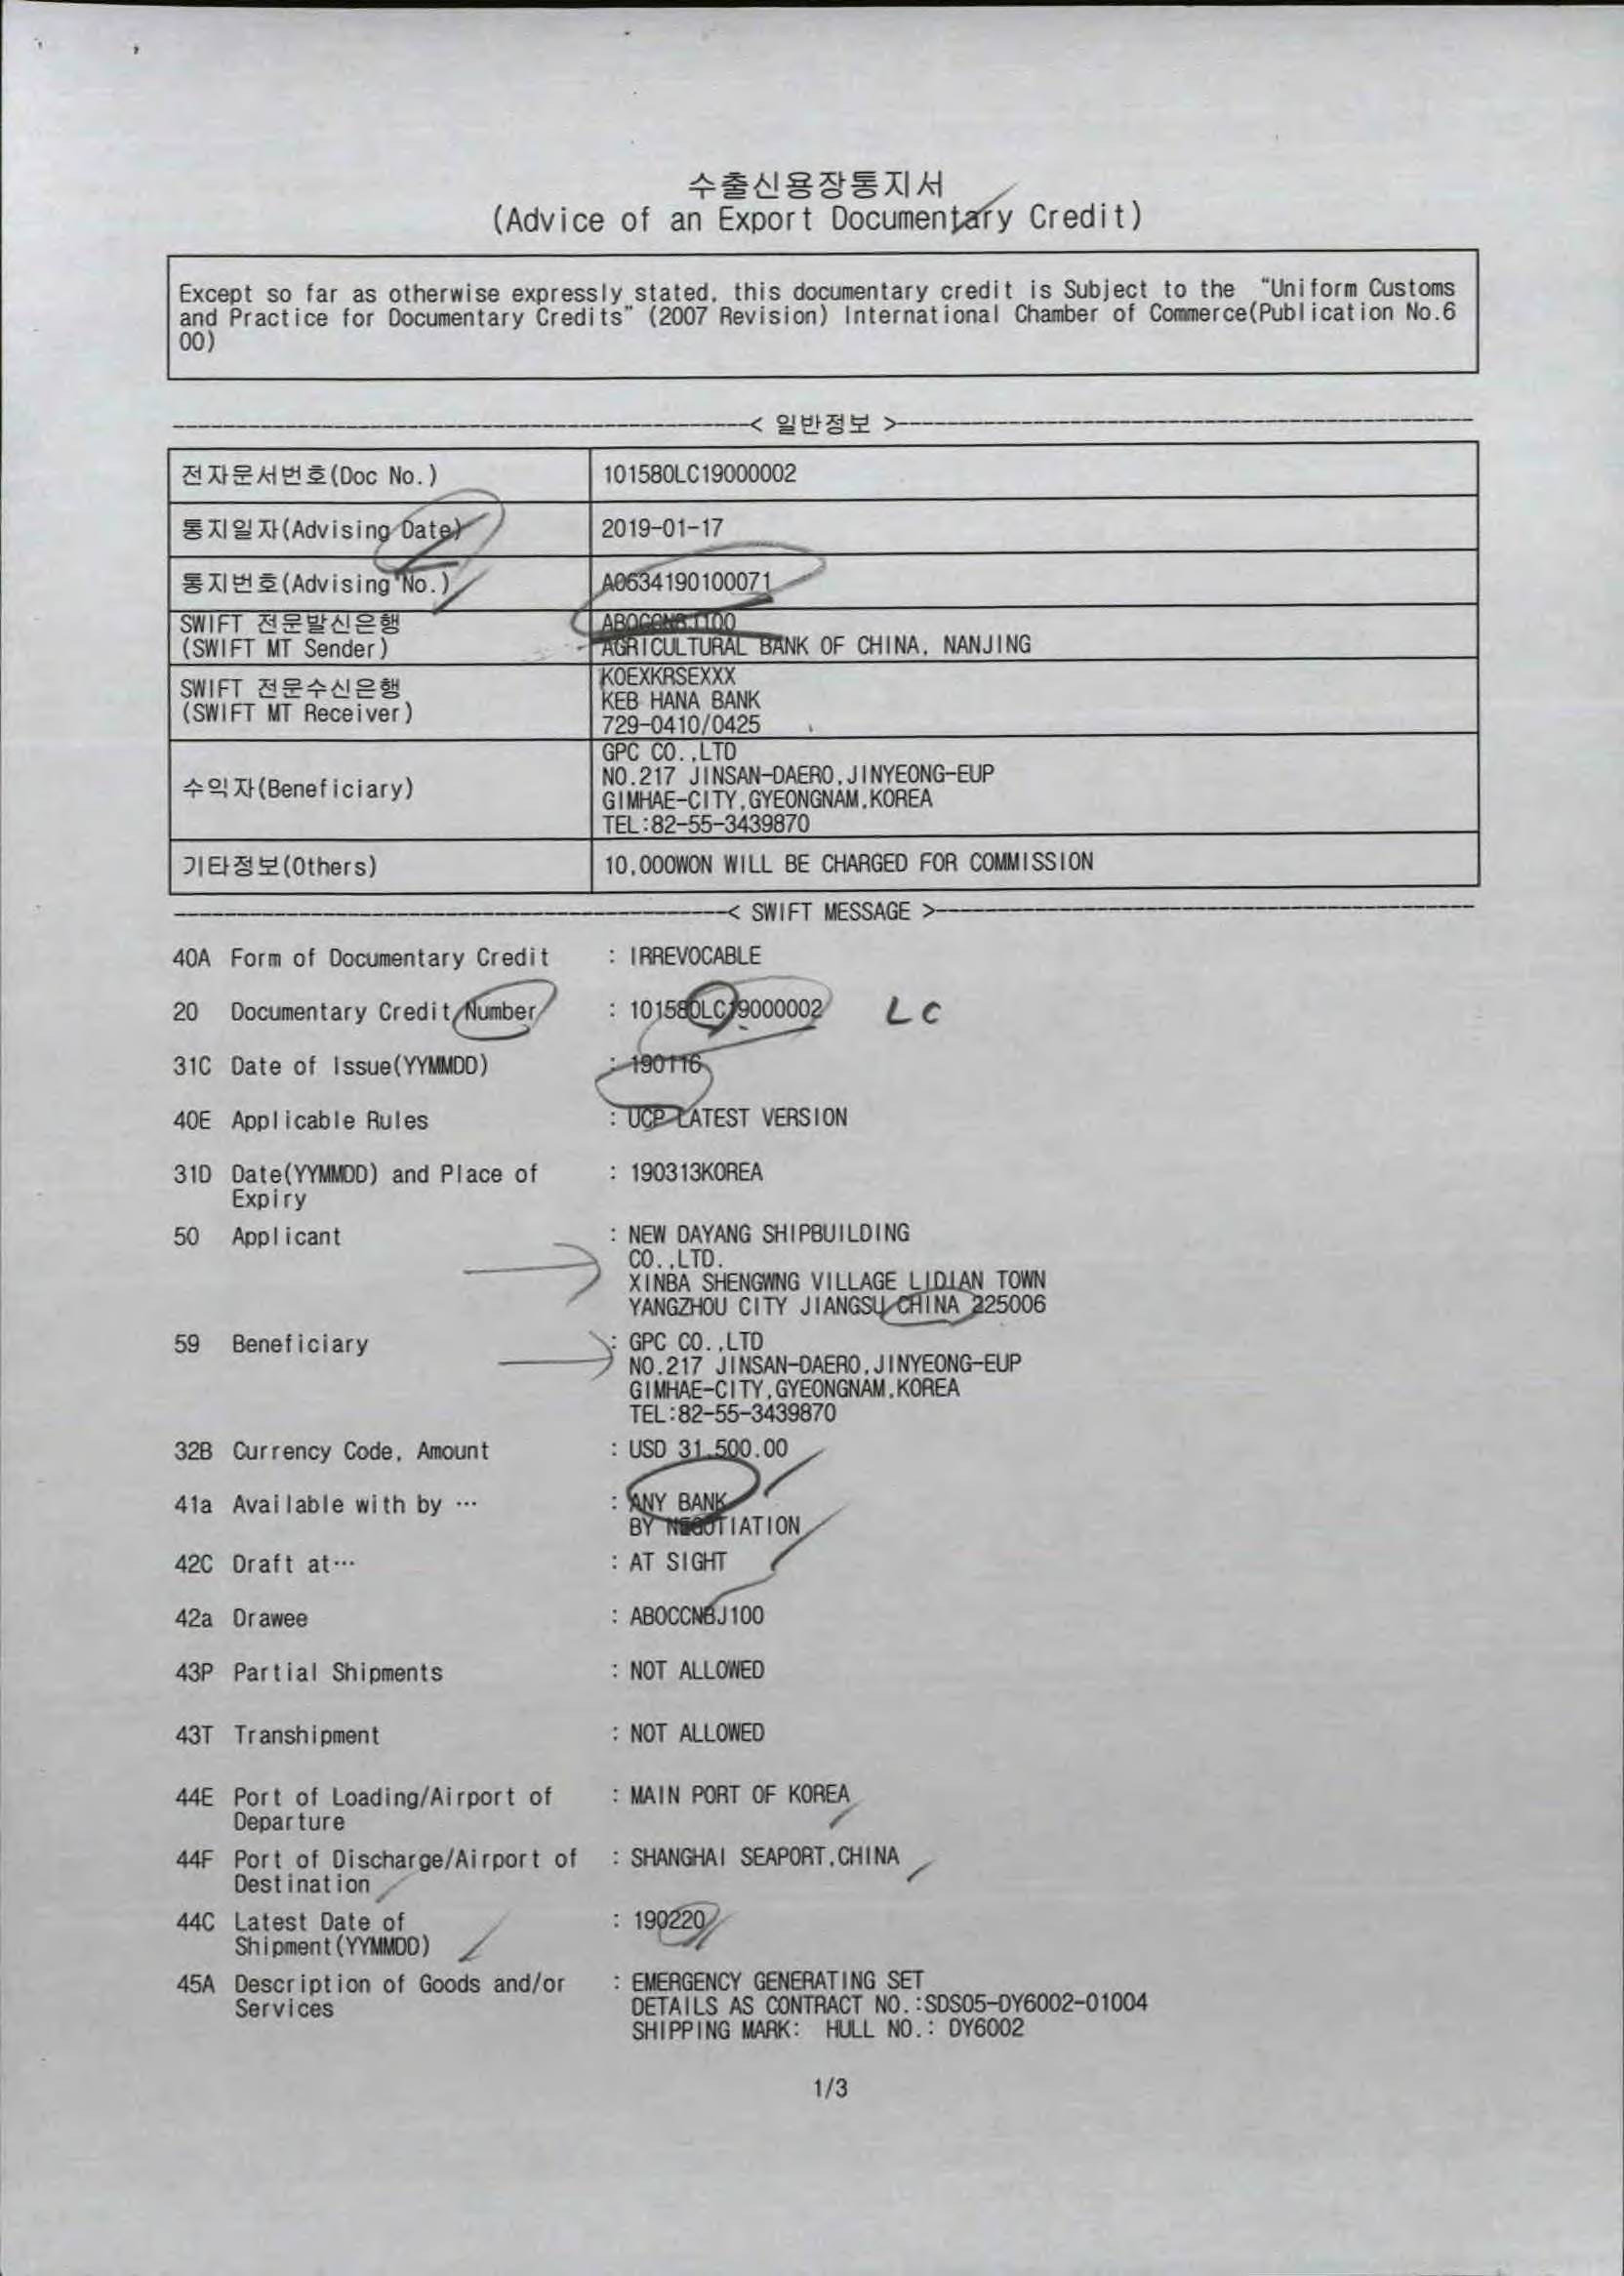 수출신용장통지서
(Advice of an Export Documentary Credit)
Except so far as otherwise expressly stated, this documentary credit is Subject to the "Uniform Customs
and Practice for Documentary Credits" (2007 Revision) International Chamber of Commerce(Publication No.6
00)
< 일반정보 >
전자문서번호(Doc No.) 101580LC19000002
통지일자(Advising Date) 2019-01-17
통지번호(Advising No.) A0634190100071
SWIFT 전문발신은행 ABOCCNBJ100
(SWIFT MT Sender) AGRICULTURAL BANK OF CHINA, NANJING
KOEXKRSEXXX
SWIFT 전문수신은행 KEB HANA BANK
(SWIFT MT Receiver) 729-0410/0425
GPC CO.,LTD
수익자(Beneficiary) NO.217 JINSAN-DAERO,JINYEONG-EUP
GIMHAE-CITY,GYEONGNAM,KOREA
TEL:82-55-3439870
기타정보(Others) 10,000WON WILL BE CHARGED FOR COMMISSION
< SWIFT MESSAGE >
40A Form of Documentary Credit : IRREVOCABLE
20 Documentary Credit Number : 101580LC19000002 LC
31C Date of Issue(YYMMDD) : 190116
40E Applicable Rules : UCP LATEST VERSION
31D Date(YYMMDD) and Place of : 190313KOREA
Expiry
50 Applicant : NEW DAYANG SHIPBUILDING
CO.,LTD.
XINBA SHENGWNG VILLAGE LIDIAN TOWN
YANGZHOU CITY JIANGSU CHINA 225006
59 Beneficiary : GPC CO.,LTD
NO.217 JINSAN-DAERO,JINYEONG-EUP
GIMHAE-CITY,GYEONGNAM,KOREA
TEL:82-55-3439870
32B Currency Code, Amount : USD 31,500.00
41a Available with by … : ANY BANK
BY NEGOTIATION
42C Draft at… : AT SIGHT
42a Drawee : ABOCCNBJ100
43P Partial Shipments : NOT ALLOWED
43T Transhipment : NOT ALLOWED
44E Port of Loading/Airport of : MAIN PORT OF KOREA
Departure
44F Port of Discharge/Airport of : SHANGHAI SEAPORT,CHINA
Destination
44C Latest Date of : 190220
Shipment(YYMMDD)
45A Description of Goods and/or : EMERGENCY GENERATING SET
Services DETAILS AS CONTRACT NO.:SDS05-DY6002-01004
SHIPPING MARK: HULL NO.: DY6002
1/3